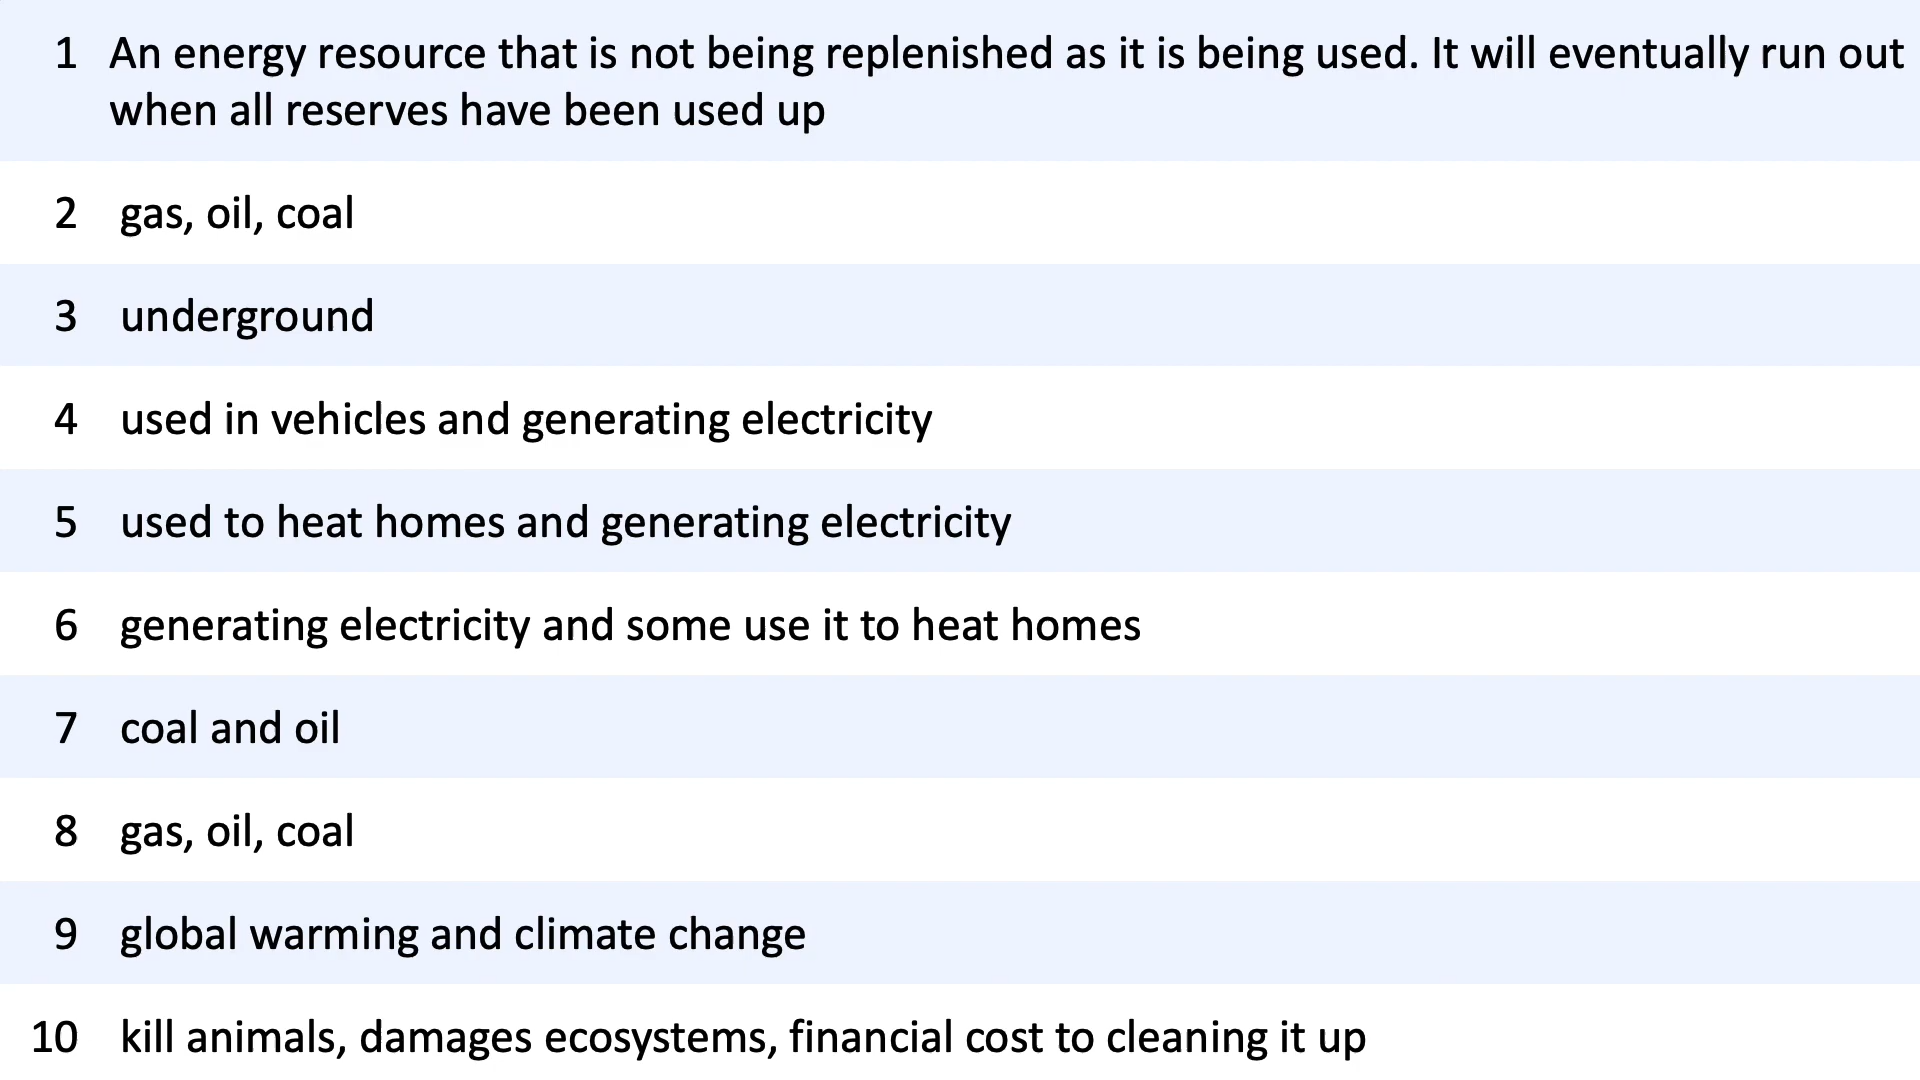 1 An energy resource that is not being replenished as it is being used. It will eventually run out
when all reserves have been used up
2 gas, oil, coal
3 underground
4 used in vehicles and generating electricity
5 used to heat homes and generating electricity
6 generating electricity and some use it to heat homes
7 coal and oil
8 gas, oil, coal
9 global warming and climate change
10 kill animals, damages ecosystems, financial cost to cleaning it up